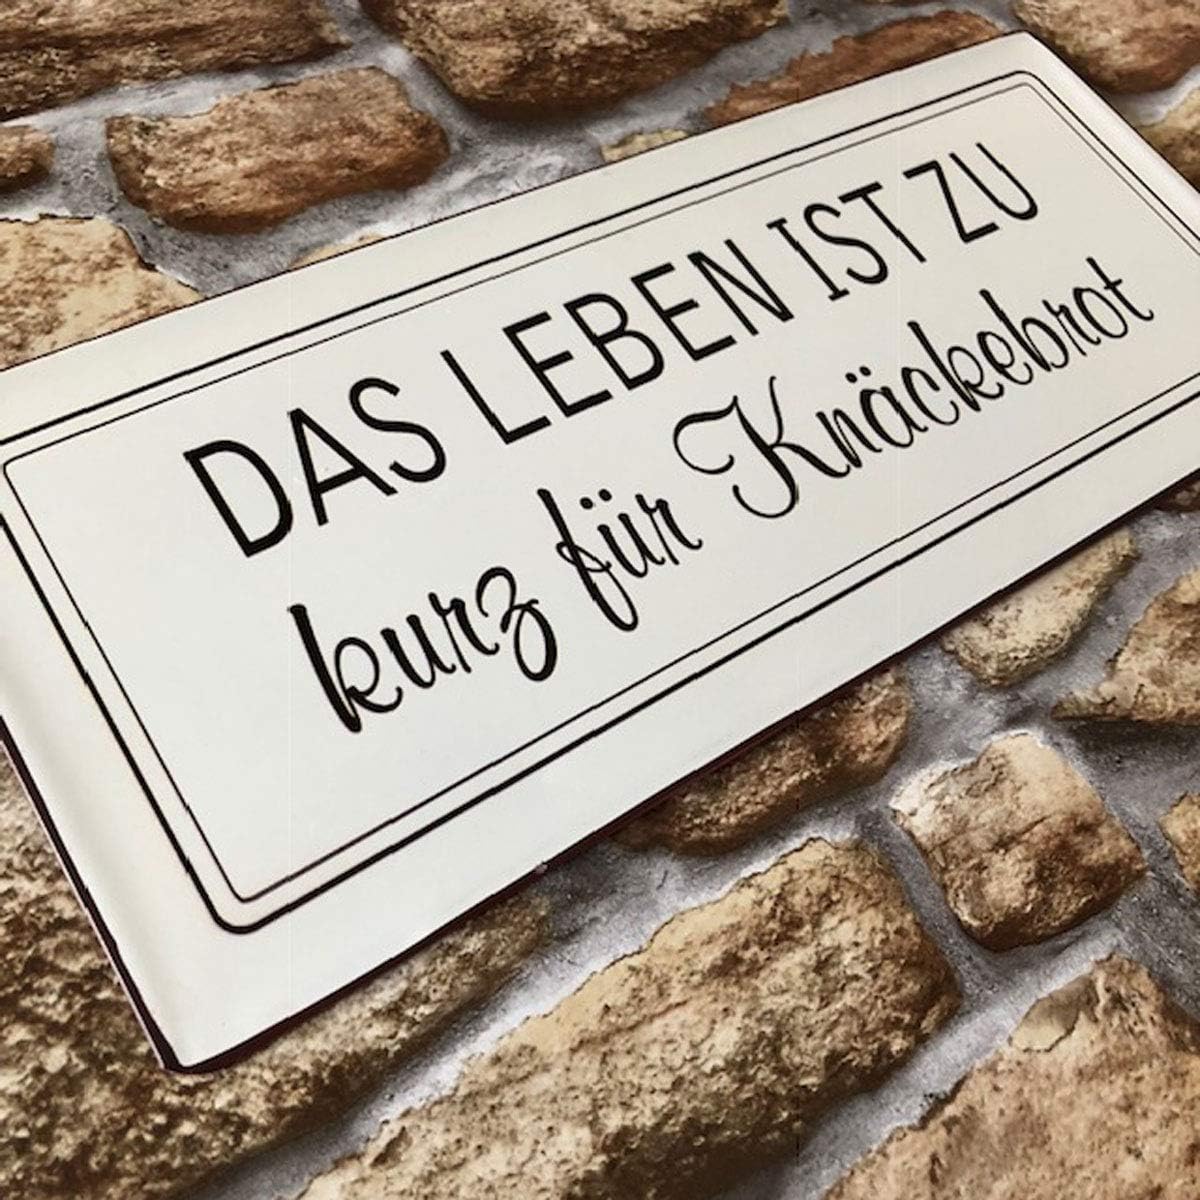 DAS LEBEN IST ZU
kurz für Knäckebrot